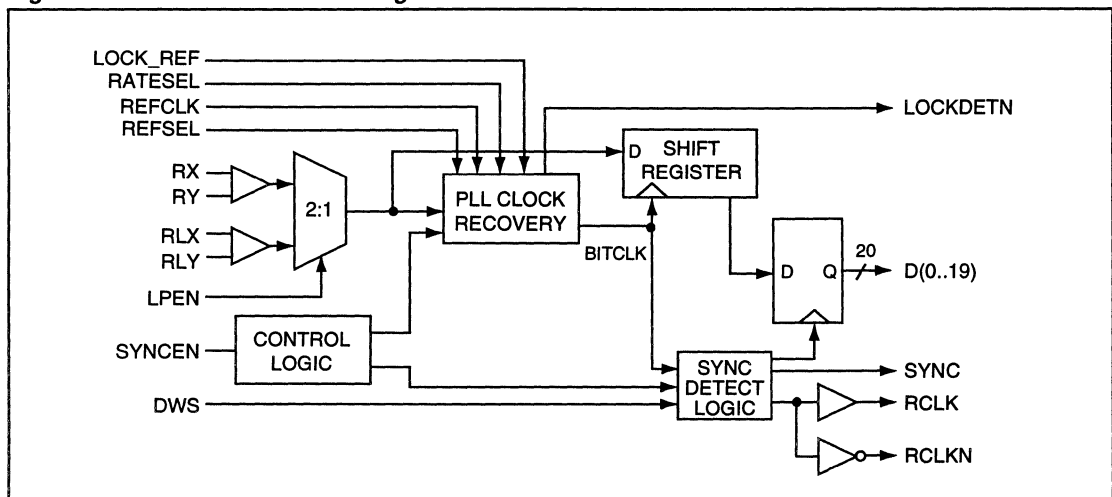 LOCK_REF
RATESEL
REFCLK
REFSEL
LOCKDETN
RX
RY
2:1
RLX
RLY
LPEN
PLL CLOCK
RECOVERY
D SHIFT
REGISTER
BITCLK
D Q
20
D(0..19)
SYNCEN
CONTROL
LOGIC
DWS
SYNC
DETECT
LOGIC
SYNC
RCLK
RCLKN